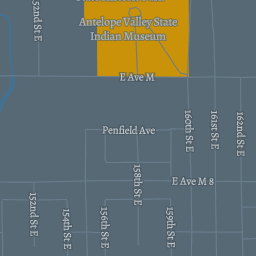 Antelope Valley State
Indian Museum
152nd St E
E Ave M
160th St E
161st St E
162nd St E
Penfield Ave
158th St E
E Ave M 8
152nd St E
154th St E
156th St E
159th St E